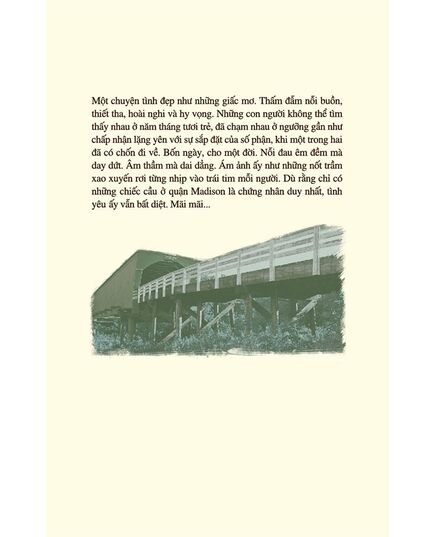 Một chuyện tình đẹp như những giấc mơ. Thấm đẫm nỗi buồn,
thiết tha, hoài nghi và hy vọng. Những con người không thể tìm
thấy nhau ở năm tháng tươi trẻ, đã chạm nhau ở ngưỡng gần như
chấp nhận lặng yên với sự sắp đặt của số phận, khi một trong hai
đã có chốn đi về. Bốn ngày, cho một đời. Nỗi đau êm đềm mà
day dứt. Âm thầm mà dai dẳng. Ám ảnh ấy như những nốt trầm
xao xuyến rơi từng nhịp vào trái tim mỗi người. Dù rằng chỉ có
những chiếc cầu ở quận Madison là chứng nhân duy nhất, tình
yêu ấy vẫn bất diệt. Mãi mãi...